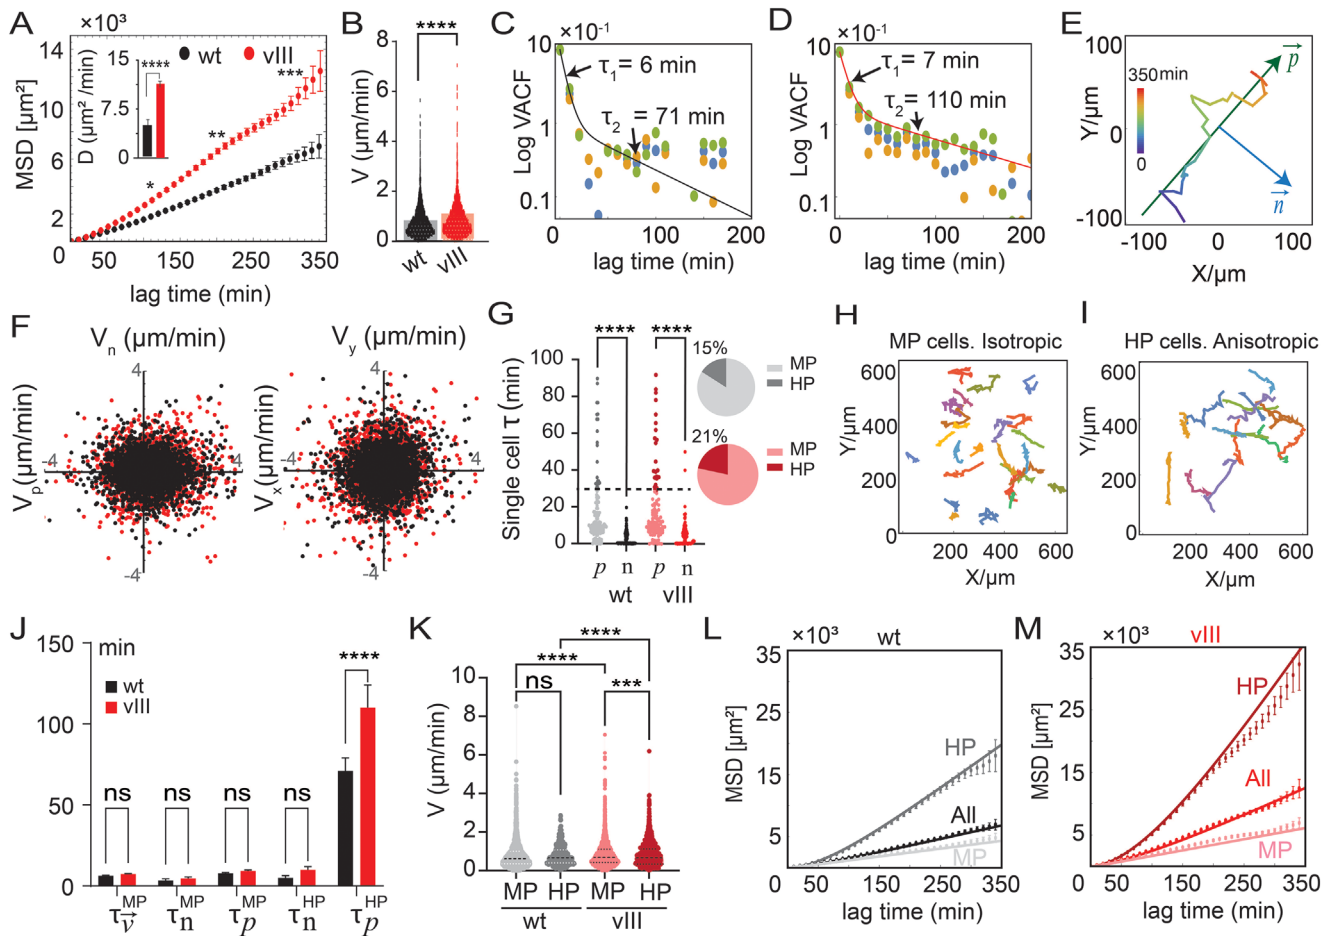 A
×10³
MSD [µm²]
14
10
6
2
0
50
150
250
350
lag time (min)
wt
vIII
D (µm² /min)
15
7.5
0
****
*
**
***
B
****
V (µm/min)
8
6
4
2
0
wt
vIII
C
×10⁻¹
Log VACF
10
1
0.1
τ₁= 6 min
τ₂ = 71 min
0
100
200
lag time (min)
D
×10⁻¹
Log VACF
10
1
0.1
τ₁= 7 min
τ₂= 110 min
0
100
200
lag time (min)
E
100
0
-100
Y/µm
350min
0
p
n
-100
0
100
X/µm
F
Vn (µm/min)
Vp(µm/min)
4
4
-4
Vy (µm/min)
Vx(µm/min)
4
4
-4
G
Single cell τ (min)
100
80
60
40
20
0
****
****
p
n
p
n
wt
vIII
15%
MP
HP
21%
MP
HP
H
MP cells. Isotropic
Y/µm
600
400
200
0
200
400
600
X/µm
I
HP cells. Anisotropic
Y/µm
600
400
200
0
200
400
600
X/µm
J
min
150
100
50
0
wt
vIII
ns
ns
ns
ns
****
τv MP
τn MP
τp MP
τn HP
τp HP
K
V (µm/min)
10
8
6
4
2
0
****
****
ns
***
MP
HP
MP
HP
wt
vIII
L
×10³
wt
MSD [µm²]
35
25
15
5
HP
All
MP
50
150
250
350
lag time (min)
M
×10³
vIII
MSD [µm²]
35
25
15
5
HP
All
MP
50
150
250
350
lag time (min)